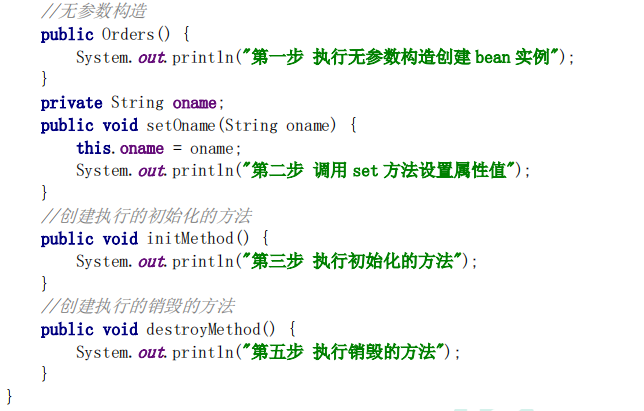 //无参数构造
public Orders() {
System.out.println("第一步 执行无参数构造创建 bean 实例");
}
private String oname;
public void setOname(String oname) {
this.oname = oname;
System.out.println("第二步 调用 set 方法设置属性值");
}
//创建执行的初始化的方法
public void initMethod() {
System.out.println("第三步 执行初始化的方法");
}
//创建执行的销毁的方法
public void destroyMethod() {
System.out.println("第五步 执行销毁的方法");
}
}